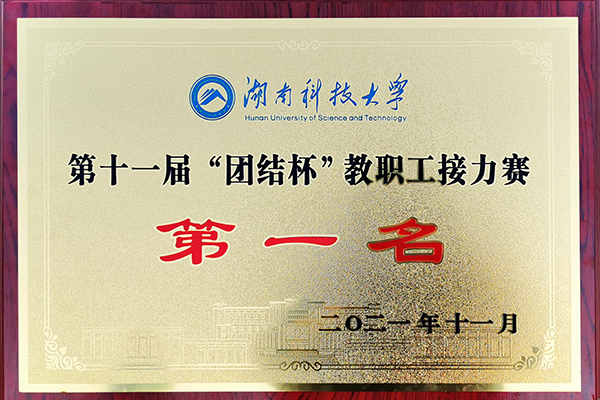 湖南科技大学
Hunan University of Science and Technology
第十一届“团结杯”教职工接力赛
第一名
二〇二一年十一月